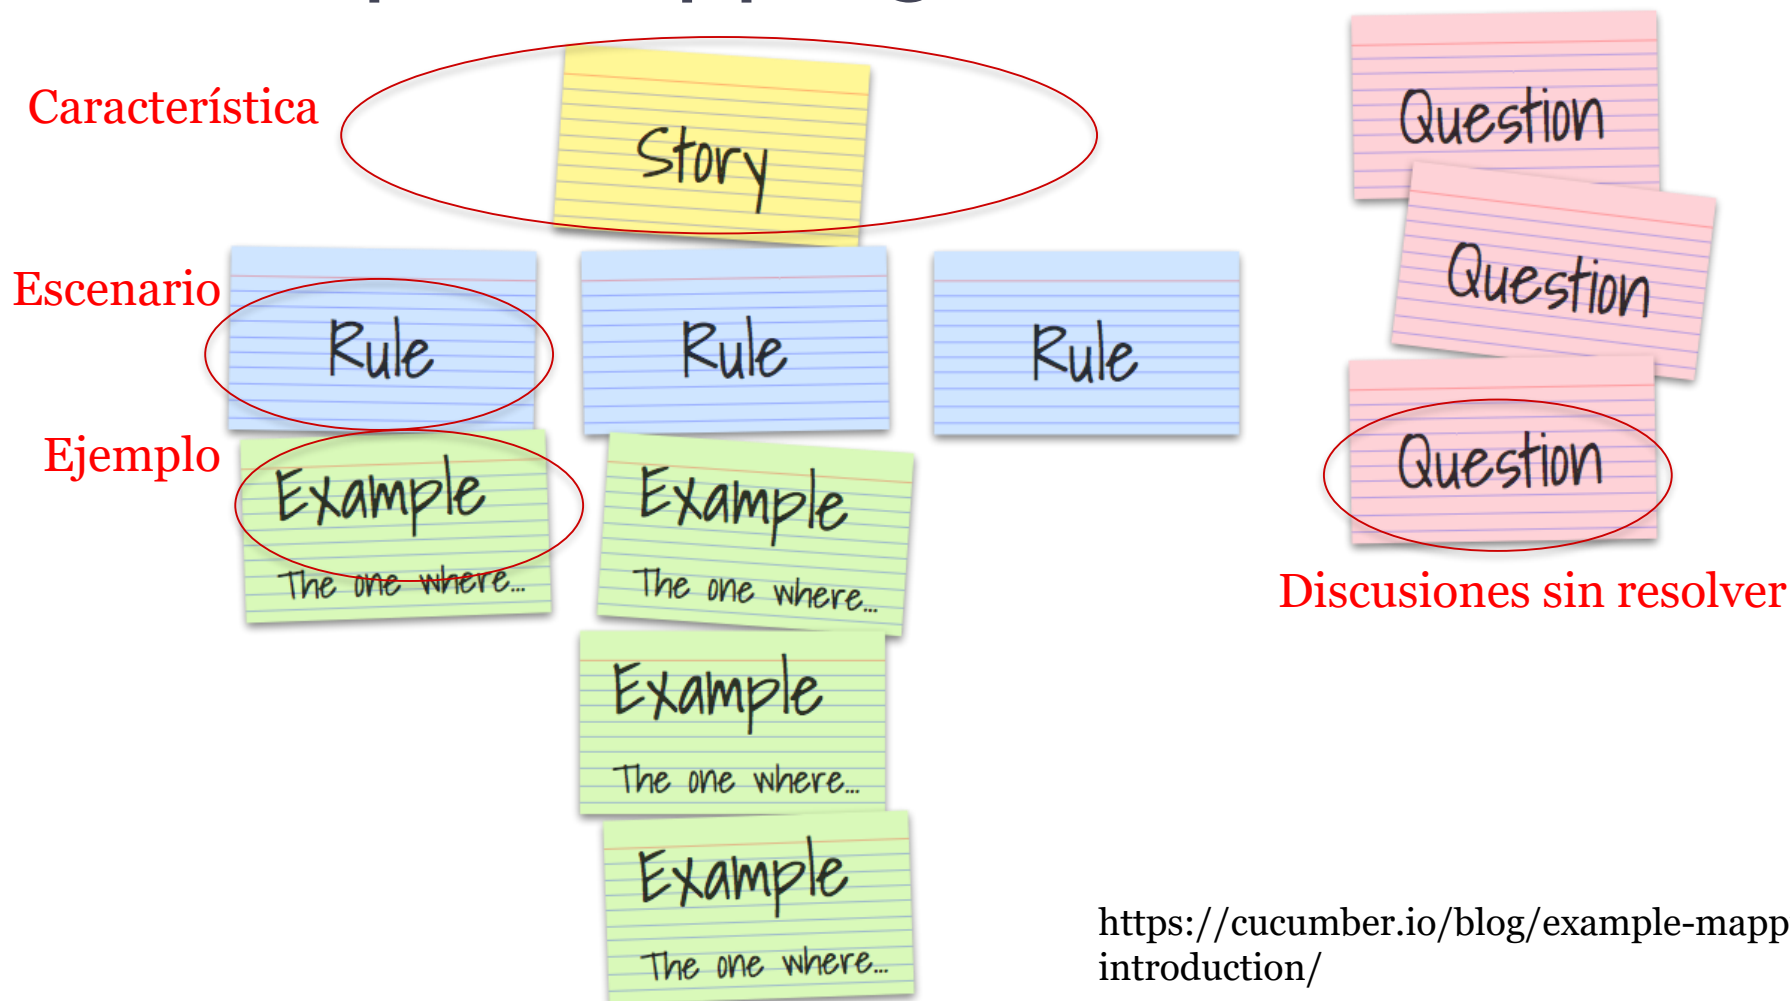 Característica
Story
Question
Question
Escenario
Rule
Rule
Rule
Question
Ejemplo
Example
The one where...
Example
The one where...
Discusiones sin resolver
Example
The one where...
Example
The one where...
https://cucumber.io/blog/example-mapp
introduction/